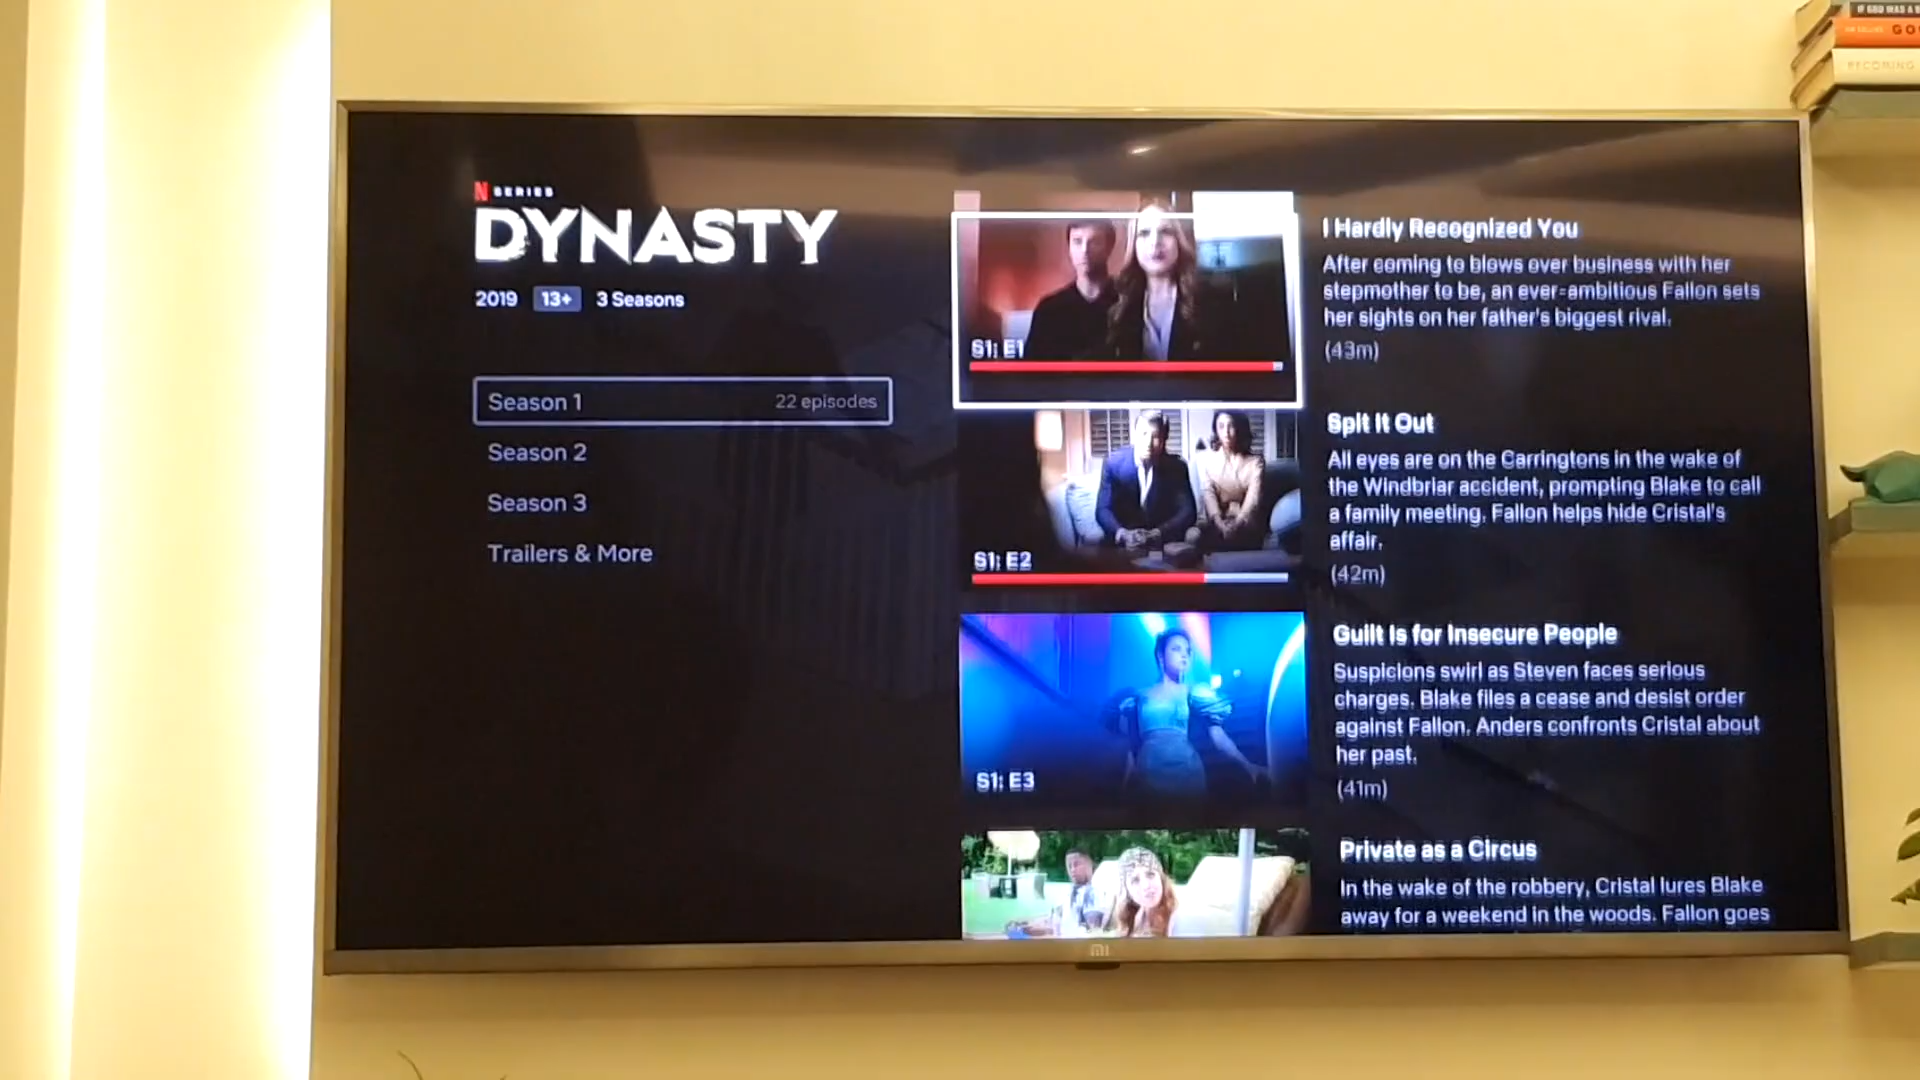 IF GOD WAS A
GO
BECOMING
N SERIES
DYNASTY
2019 13+ 3 Seasons
Season 1 22 episodes
Season 2
Season 3
Trailers & More
S1: E1
I Hardly Recognized You
After coming to blows over business with her
stepmother to be, an ever-ambitious Fallon sets
her sights on her father's biggest rival.
(43m)
S1: E2
Spit It Out
All eyes are on the Carringtons in the wake of
the Windbriar accident, prompting Blake to call
a family meeting. Fallon helps hide Cristal's
affair.
(42m)
S1: E3
Guilt Is for Insecure People
Suspicions swirl as Steven faces serious
charges. Blake files a cease and desist order
against Fallon. Anders confronts Cristal about
her past.
(41m)
Private as a Circus
In the wake of the robbery, Cristal lures Blake
away for a weekend in the woods. Fallon goes
mi